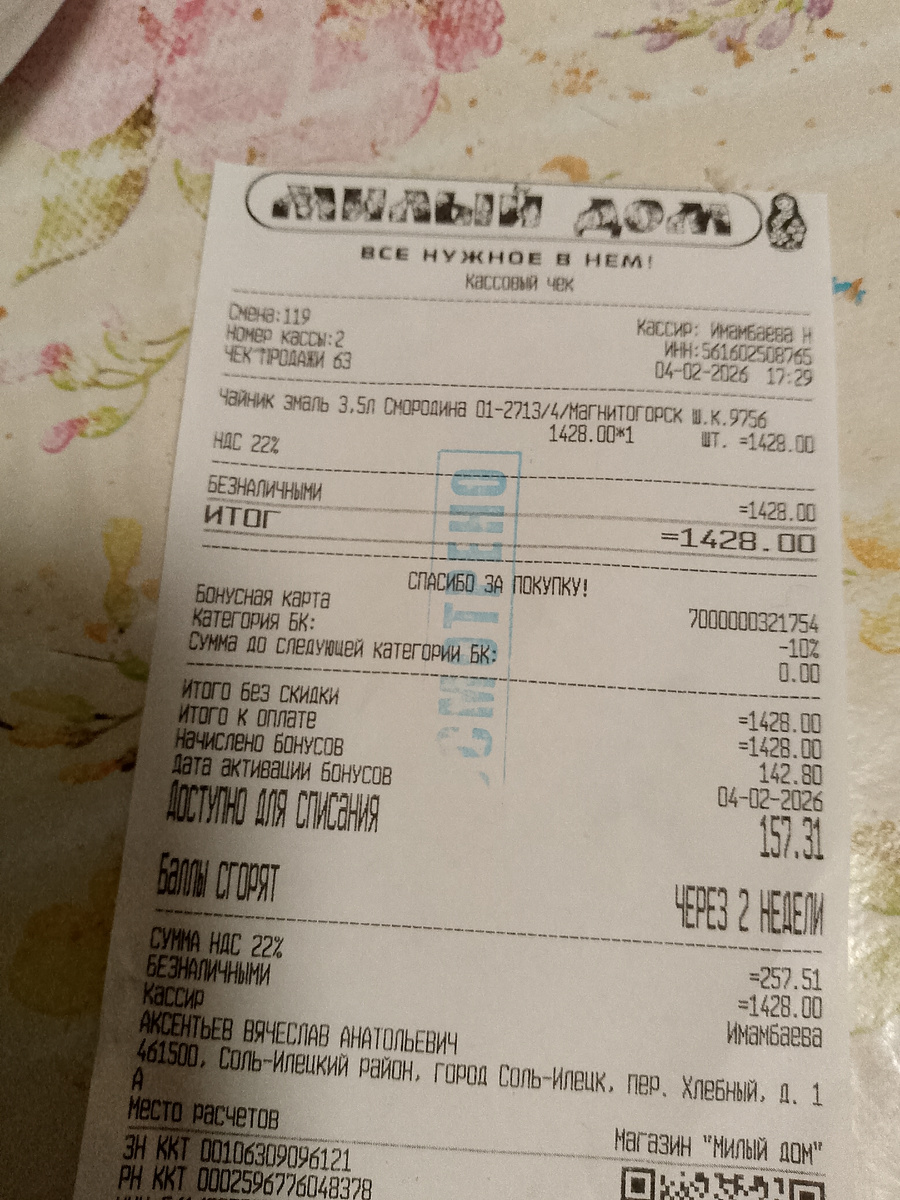 МИЛЫЙ ДОМ
ВСЕ НУЖНОЕ В НЕМ!
Кассовый чек
Смена:119
Кассир: Имамбаева Н
Номер кассы:2
ИНН:561602508765
ЧЕК ПРОДАЖИ 63
04-02-2026 17:29
Чайник эмаль 3,5л Смородина 01-2713/4/Магнитогорск Ш.К.9756
1428.00*1 ШТ. =1428.00
НДС 22%
БЕЗНАЛИЧНЫМИ =1428.00
ИТОГ =1428.00
СПАСИБО ЗА ПОКУПКУ!
Бонусная карта 7000000321754
Категория БК: -10%
Сумма до следующей категории БК: 0.00
Итого без скидки =1428.00
Итого к оплате =1428.00
Начислено бонусов 142.80
Дата активации бонусов 04-02-2026
Доступно для списания 157.31
Баллы сгорят ЧЕРЕЗ 2 НЕДЕЛИ
СУММА НДС 22% =257.51
БЕЗНАЛИЧНЫМИ =1428.00
Кассир Имамбаева
АКСЕНТЬЕВ ВЯЧЕСЛАВ АНАТОЛЬЕВИЧ
461500, Соль-Илецкий район, город Соль-Илецк, пер. Хлебный, д. 1
А
Место расчетов Магазин "Милый дом"
ЗН ККТ 00106309096121
РН ККТ 0002596776048378